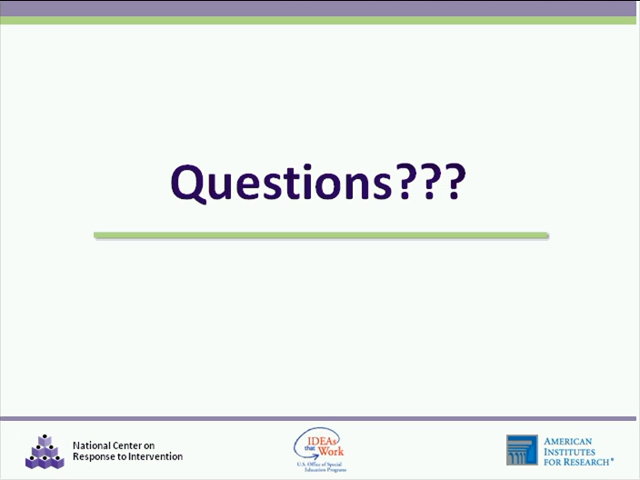 Questions???
National Center on
Response to Intervention
IDEAs
that Work
U.S. Office of Special
Education Programs
AMERICAN
INSTITUTES
FOR RESEARCH®